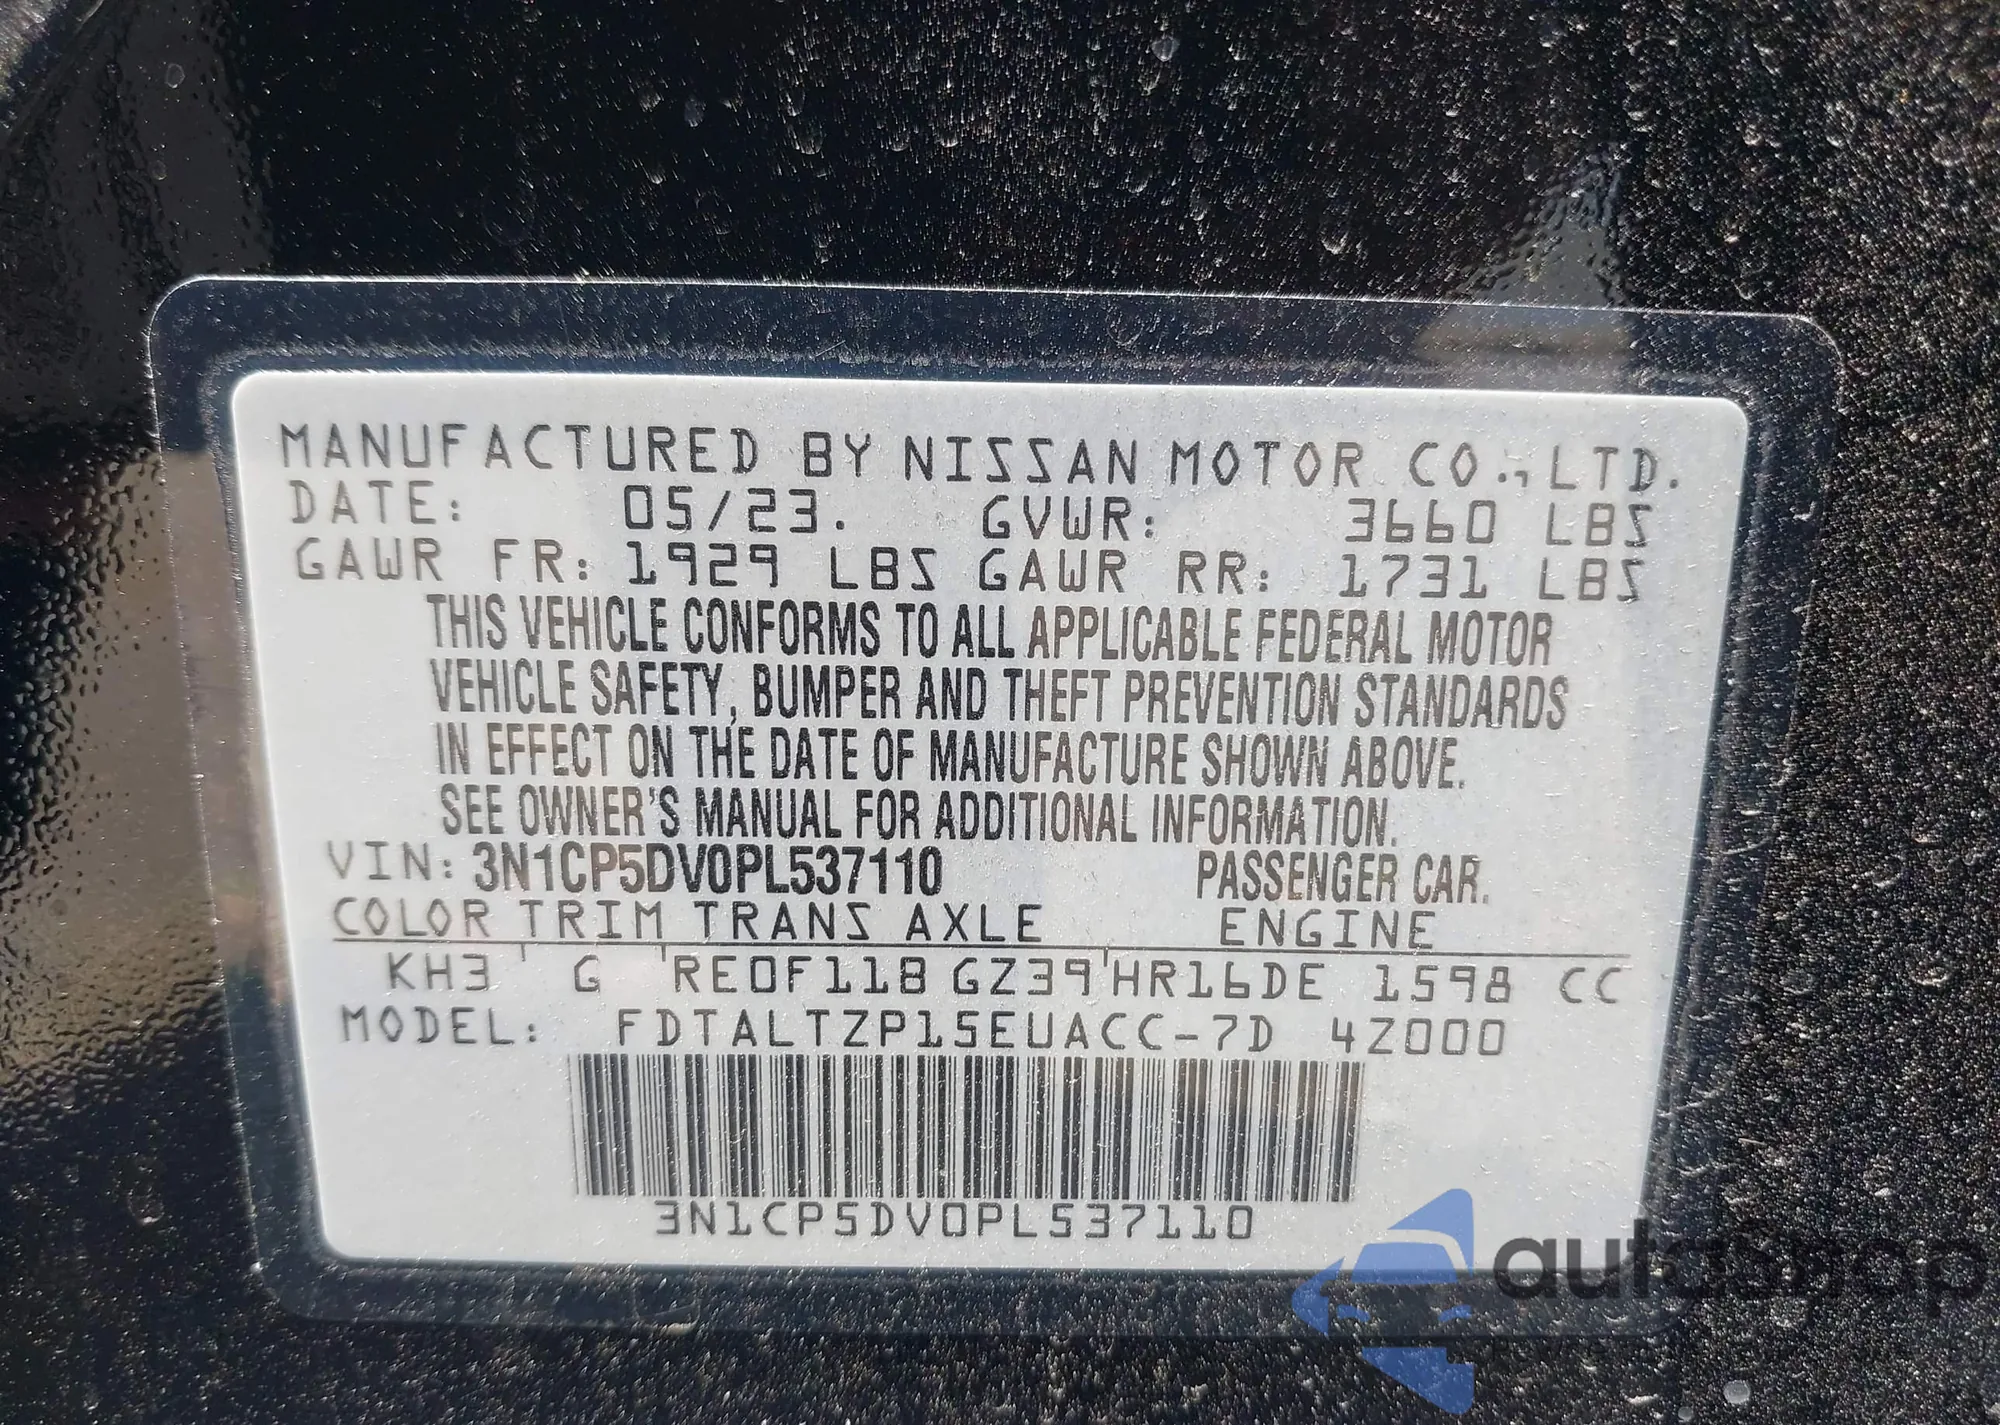 MANUFACTURED BY NISSAN MOTOR CO., LTD.
DATE: 05/23. GVWR: 3660 LBS
GAWR FR: 1929 LBS GAWR RR: 1731 LBS
THIS VEHICLE CONFORMS TO ALL APPLICABLE FEDERAL MOTOR
VEHICLE SAFETY, BUMPER AND THEFT PREVENTION STANDARDS
IN EFFECT ON THE DATE OF MANUFACTURE SHOWN ABOVE.
SEE OWNER'S MANUAL FOR ADDITIONAL INFORMATION.
VIN: 3N1CP5DV0PL537110 PASSENGER CAR.
COLOR TRIM TRANS AXLE ENGINE
KH3 G RE0F11B GZ39 HR16DE 1598 CC
MODEL: FDTALTZP15EUACC-7D 4Z000
3N1CP5DV0PL537110
autoshop